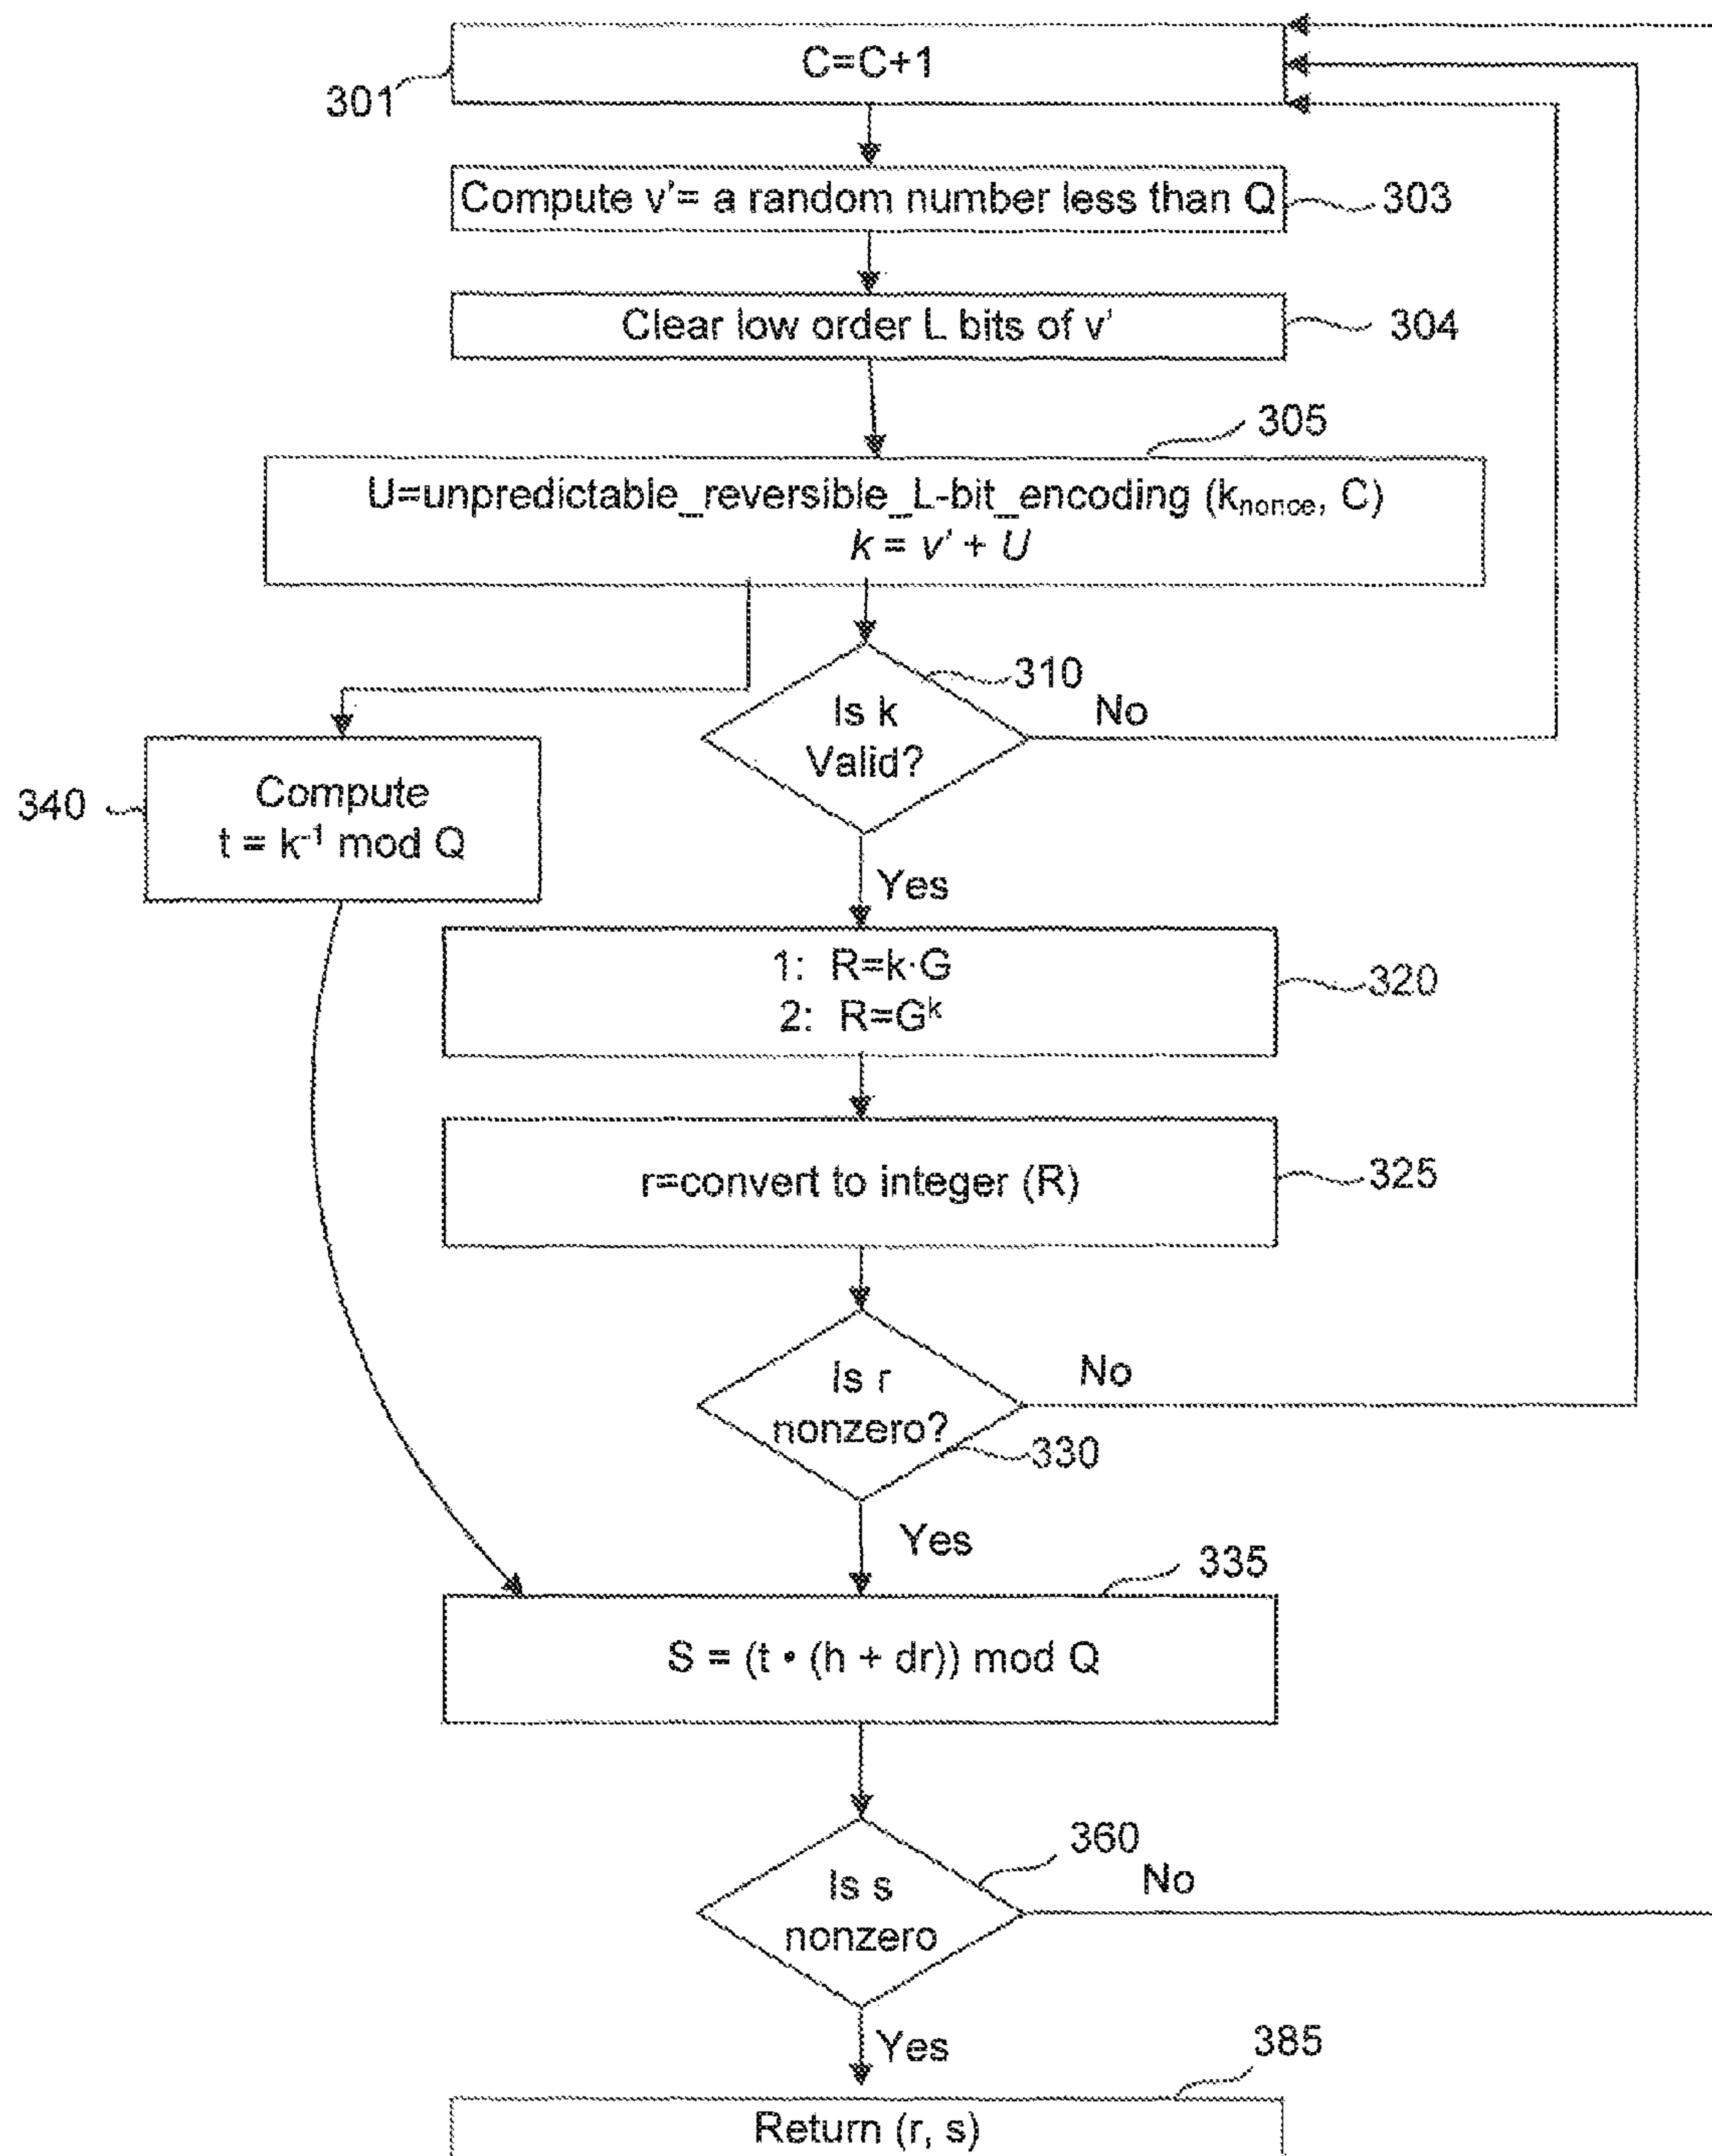 C=C+1
301
Compute v'= a random number less than Q
303
Clear low order L bits of v'
304
305
U=unpredictable_reversible_L-bit_encoding (kₙₒₙcₑ, C)
k = v' + U
310
Is k
Valid?
No
340
Compute
t = k⁻¹ mod Q
Yes
1: R=k·G
2: R=Gᵏ
320
r=convert to integer (R)
325
Is r
nonzero?
No
330
Yes
335
S = (t • (h + dr)) mod Q
360
Is s
nonzero
No
Yes
385
Return (r, s)